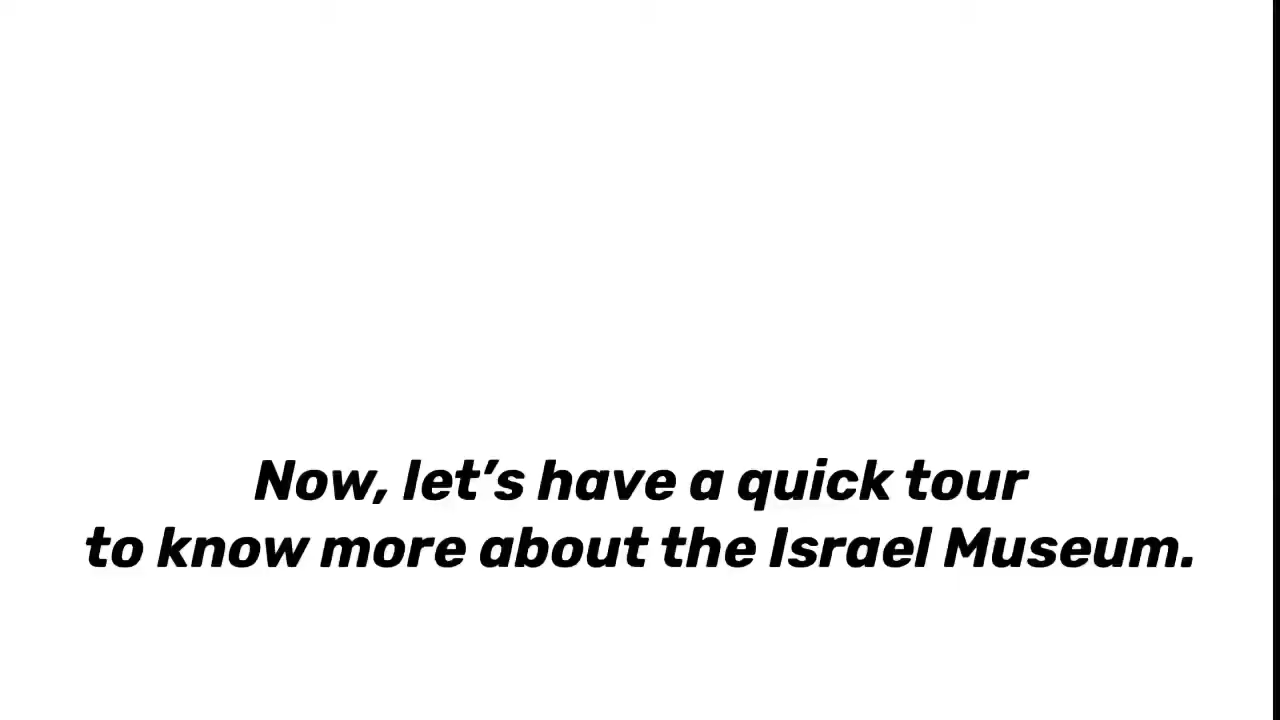 Now, let’s have a quick tour
to know more about the Israel Museum.